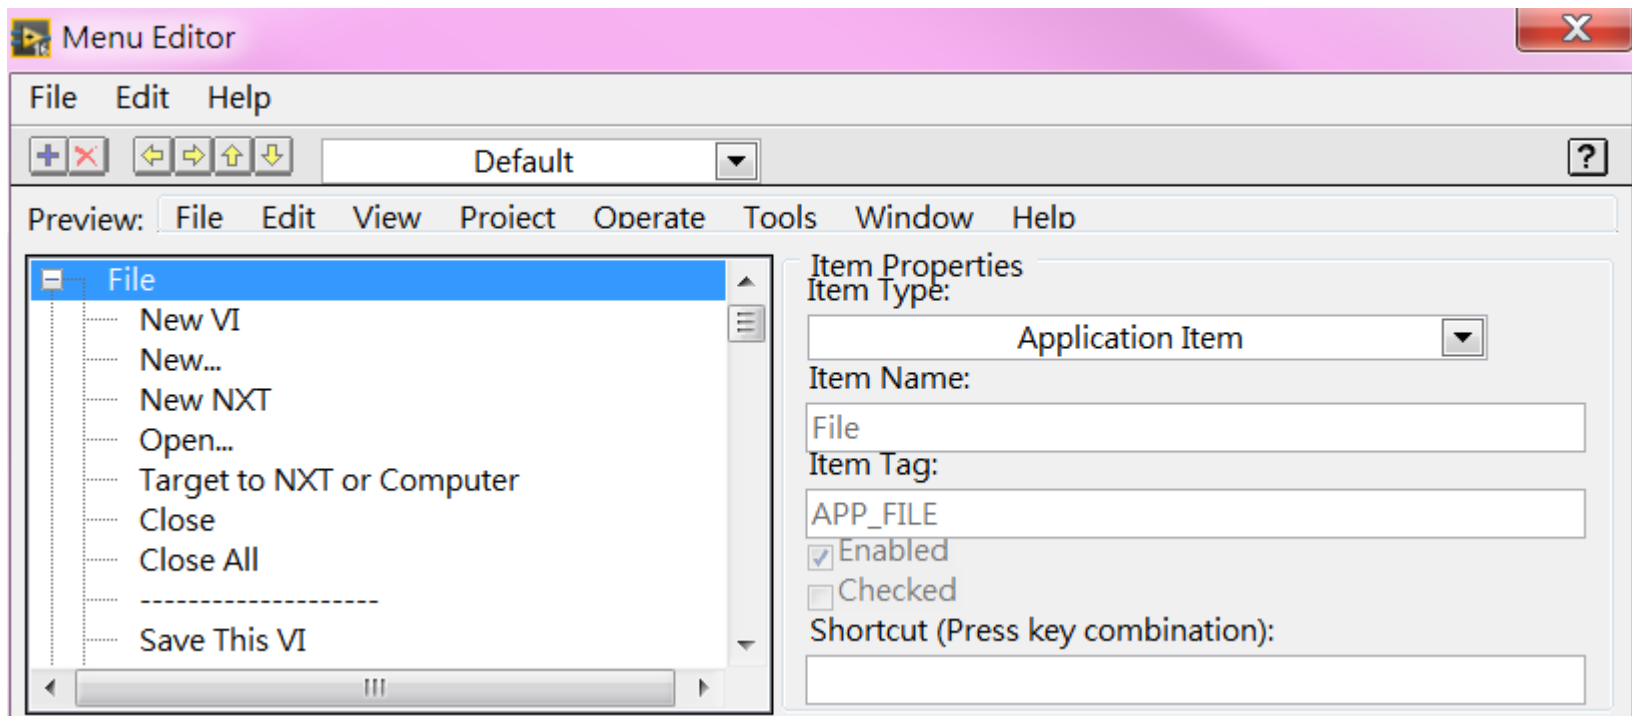 16
Menu Editor
X
File Edit Help
Default
?
Preview: File Edit View Project Operate Tools Window Help
File
New VI
New...
New NXT
Open...
Target to NXT or Computer
Close
Close All
--------------------
Save This VI
Item Properties
Item Type:
Application Item
Item Name:
File
Item Tag:
APP_FILE
Enabled
Checked
Shortcut (Press key combination):